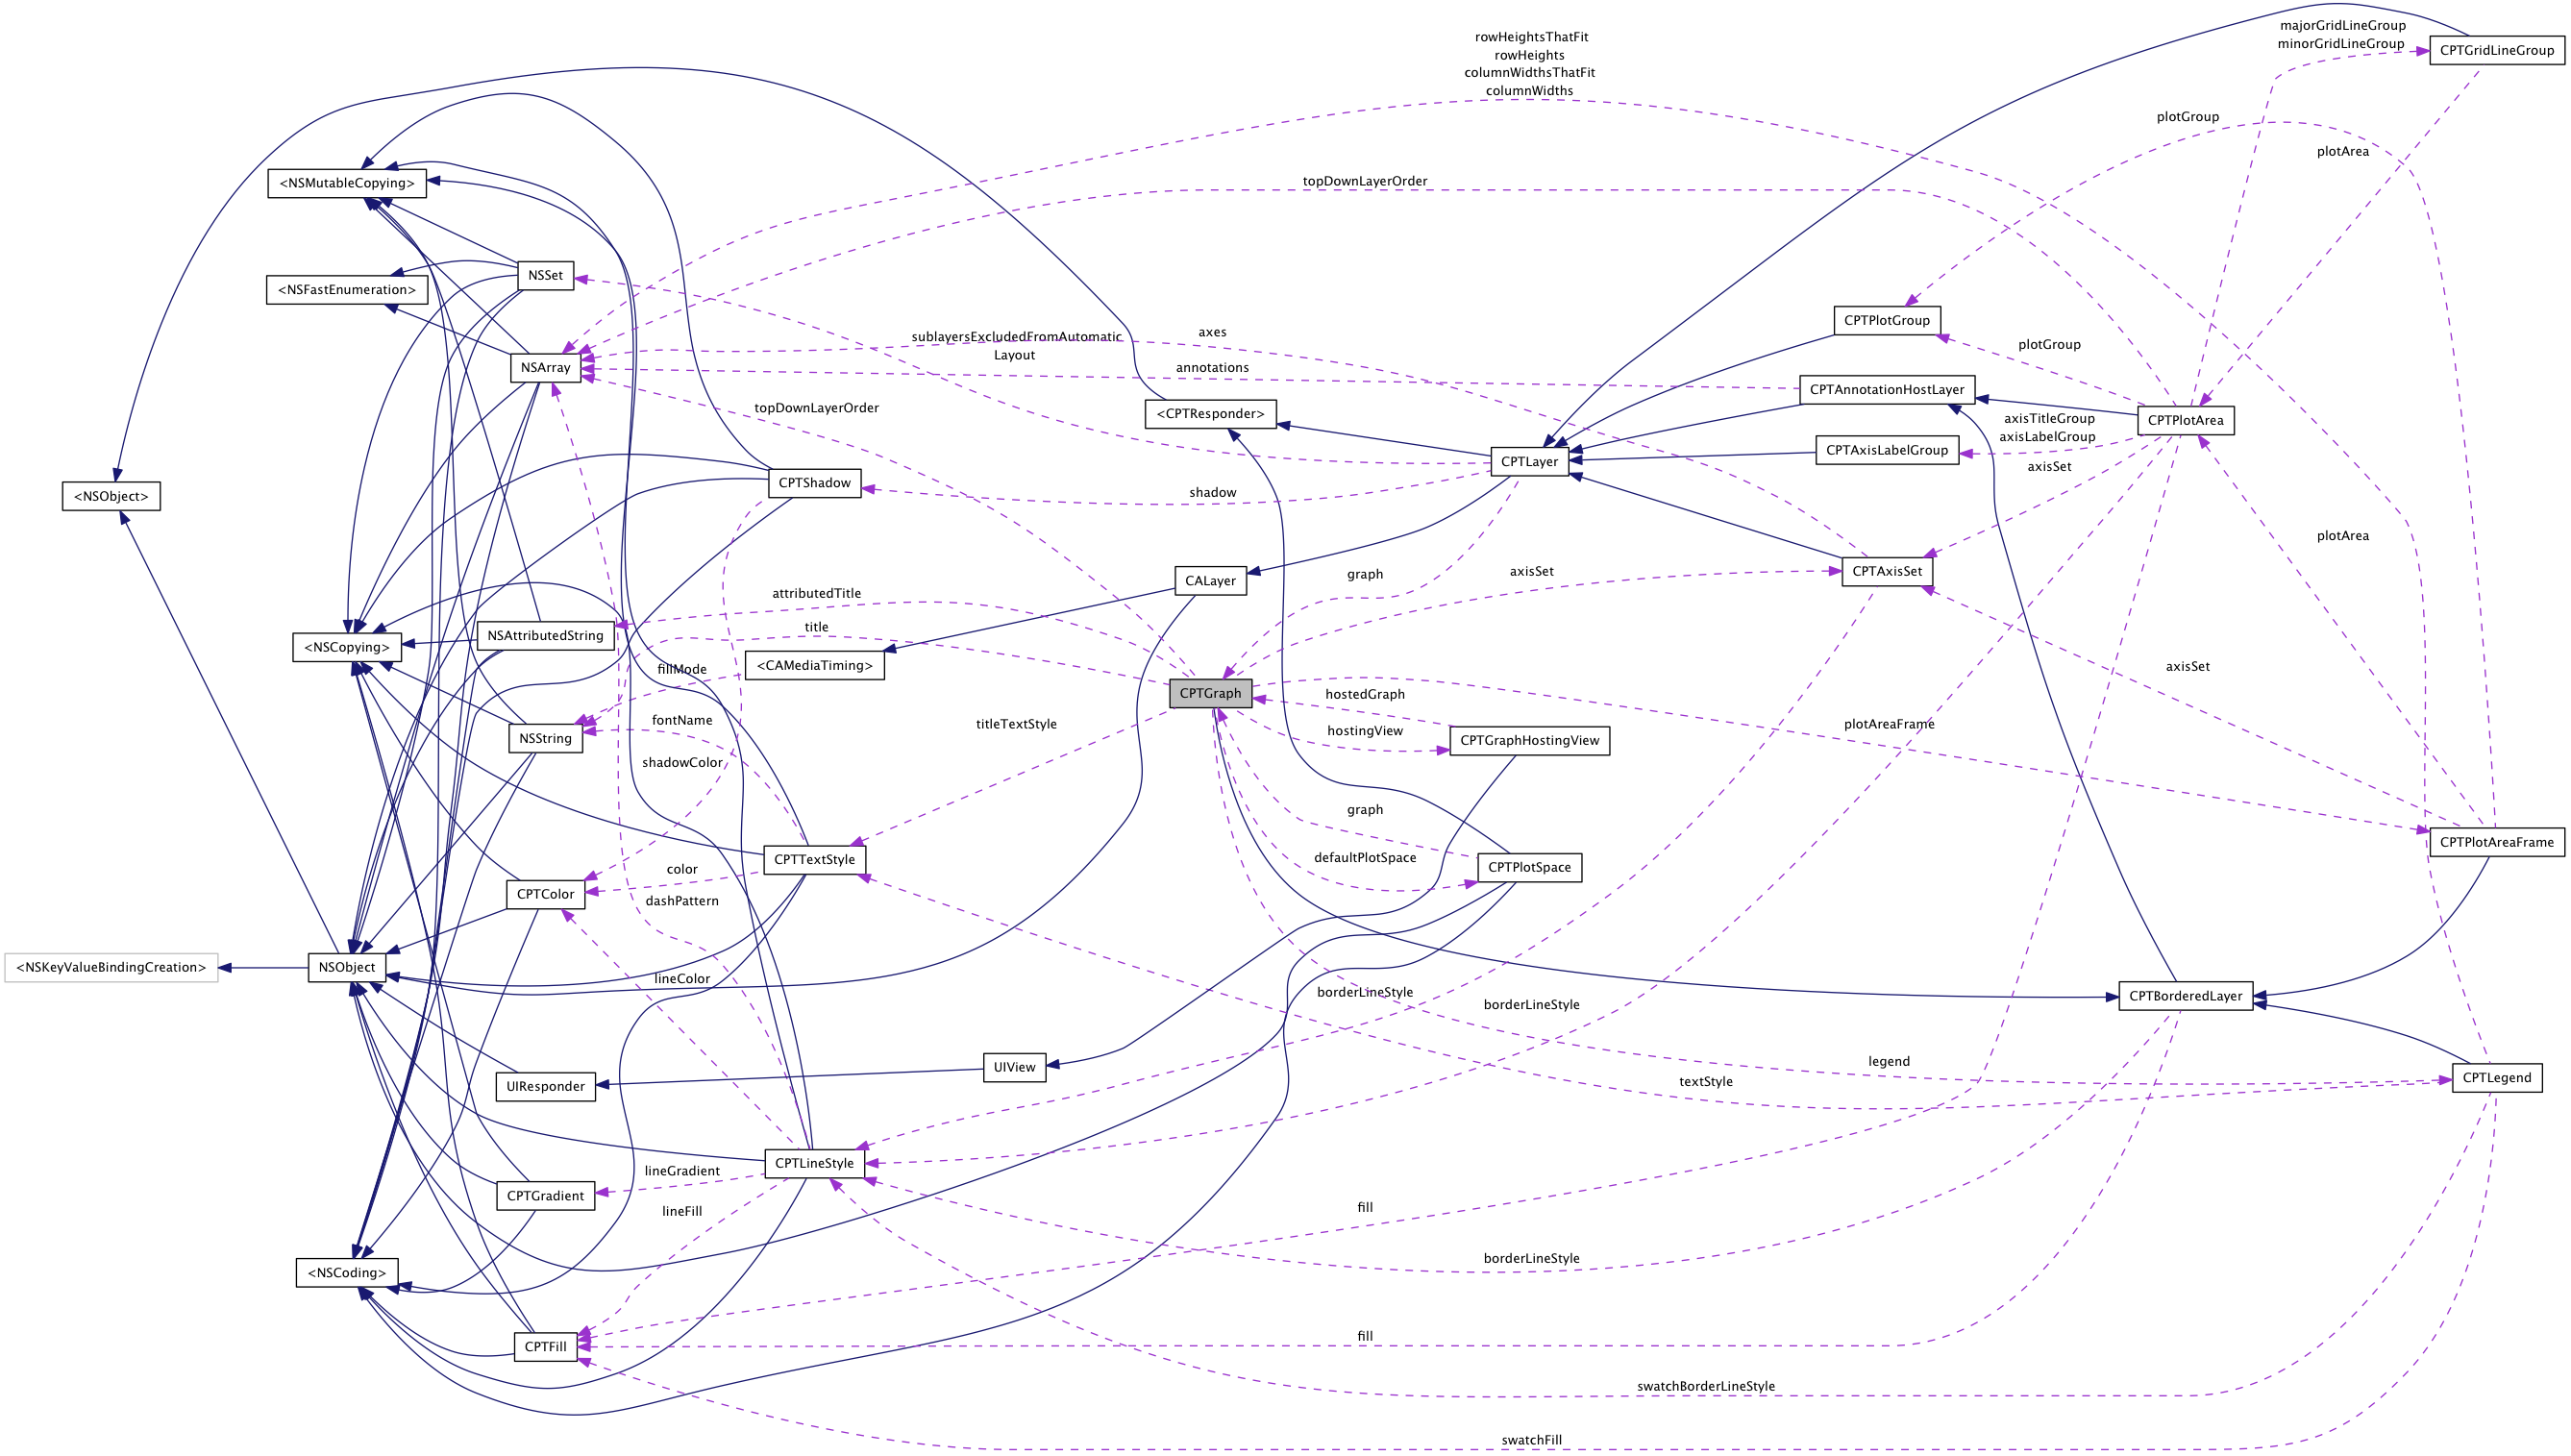 majorGridLineGroup
minorGridLineGroup
CPTGridLineGroup
rowHeightsThatFit
rowHeights
columnWidthsThatFit
columnWidths
plotGroup
plotArea
<NSMutableCopying>
topDownLayerOrder
NSSet
<NSFastEnumeration>
CPTPlotGroup
sublayersExcludedFromAutomatic
Layout
axes
plotGroup
NSArray
annotations
CPTAnnotationHostLayer
topDownLayerOrder
<CPTResponder>
axisTitleGroup
axisLabelGroup
CPTPlotArea
CPTAxisLabelGroup
CPTLayer
axisSet
CPTShadow
shadow
<NSObject>
plotArea
graph
axisSet
CPTAxisSet
CALayer
attributedTitle
title
NSAttributedString
<NSCopying>
fillMode
<CAMediaTiming>
axisSet
CPTGraph
hostedGraph
fontName
titleTextStyle
hostingView
plotAreaFrame
NSString
CPTGraphHostingView
shadowColor
graph
CPTPlotAreaFrame
CPTTextStyle
defaultPlotSpace
CPTPlotSpace
color
CPTColor
dashPattern
<NSKeyValueBindingCreation>
NSObject
lineColor
borderLineStyle
borderLineStyle
CPTBorderedLayer
UIView
legend
UIResponder
textStyle
CPTLegend
CPTLineStyle
lineGradient
CPTGradient
lineFill
fill
<NSCoding>
borderLineStyle
CPTFill
fill
swatchBorderLineStyle
swatchFill